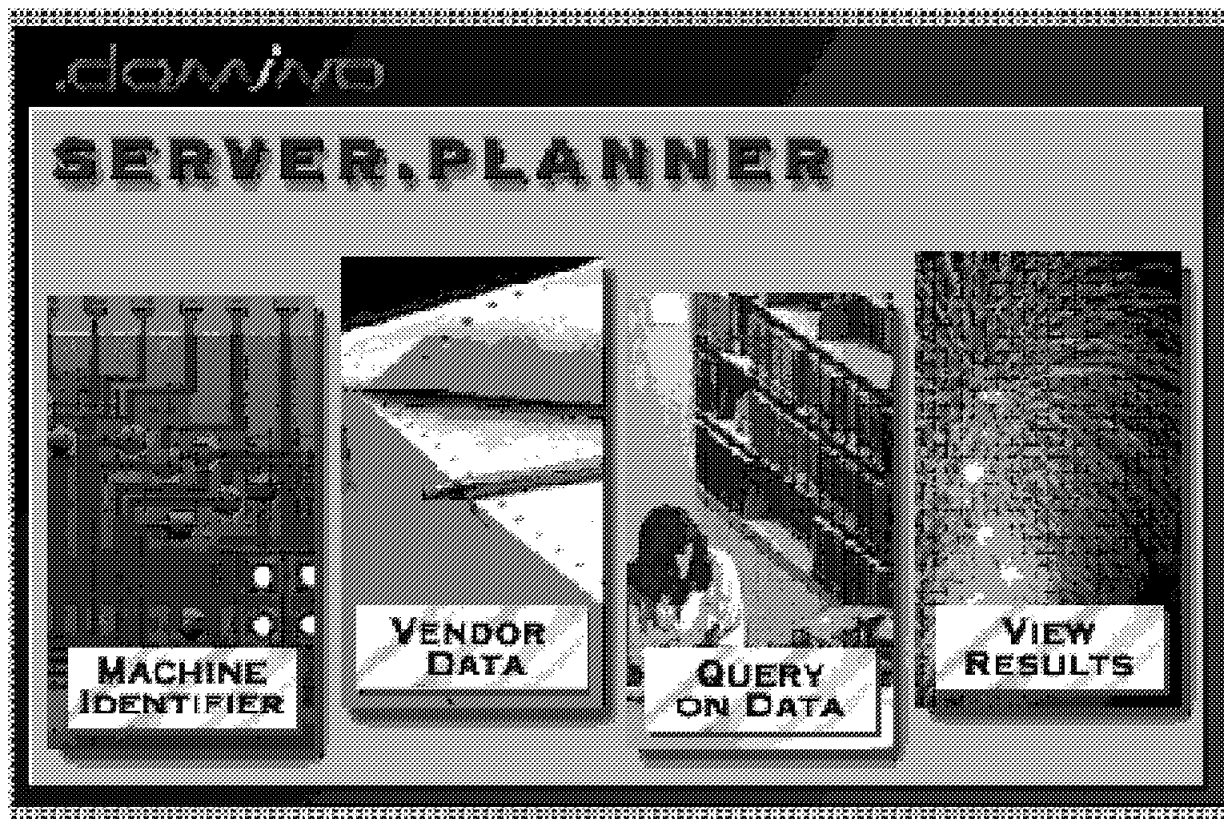 .domino
SERVER.PLANNER
MACHINE
IDENTIFIER
VENDOR
DATA
QUERY
ON DATA
VIEW
RESULTS